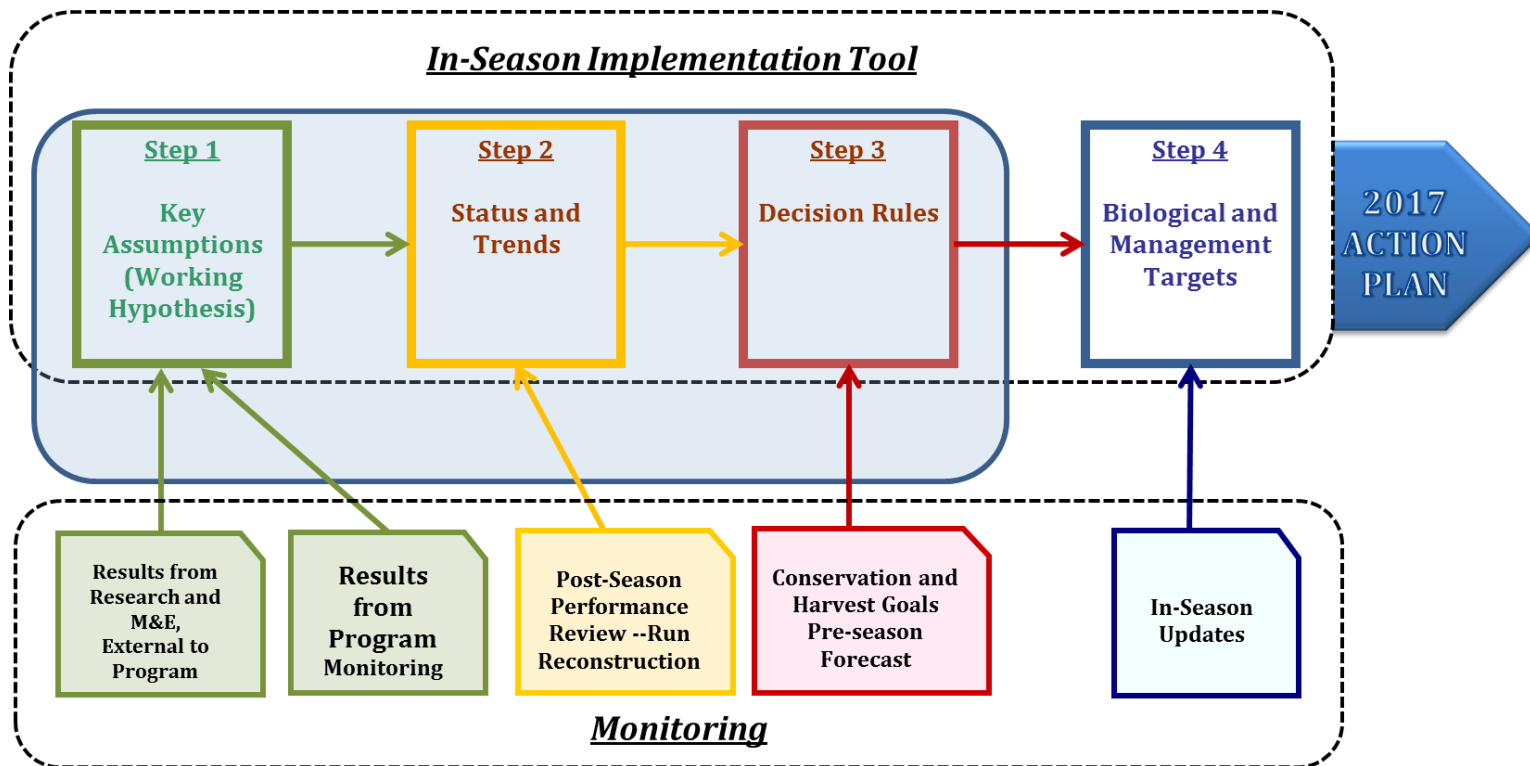 In-Season Implementation Tool
Step 1
Key
Assumptions
(Working
Hypothesis)
Step 2
Status and
Trends
Step 3
Decision Rules
Step 4
Biological and
Management
Targets
2017
ACTION
PLAN
Results from
Research and
M&E,
External to
Program
Results
from
Program
Monitoring
Post-Season
Performance
Review --Run
Reconstruction
Conservation and
Harvest Goals
Pre-season
Forecast
In-Season
Updates
Monitoring